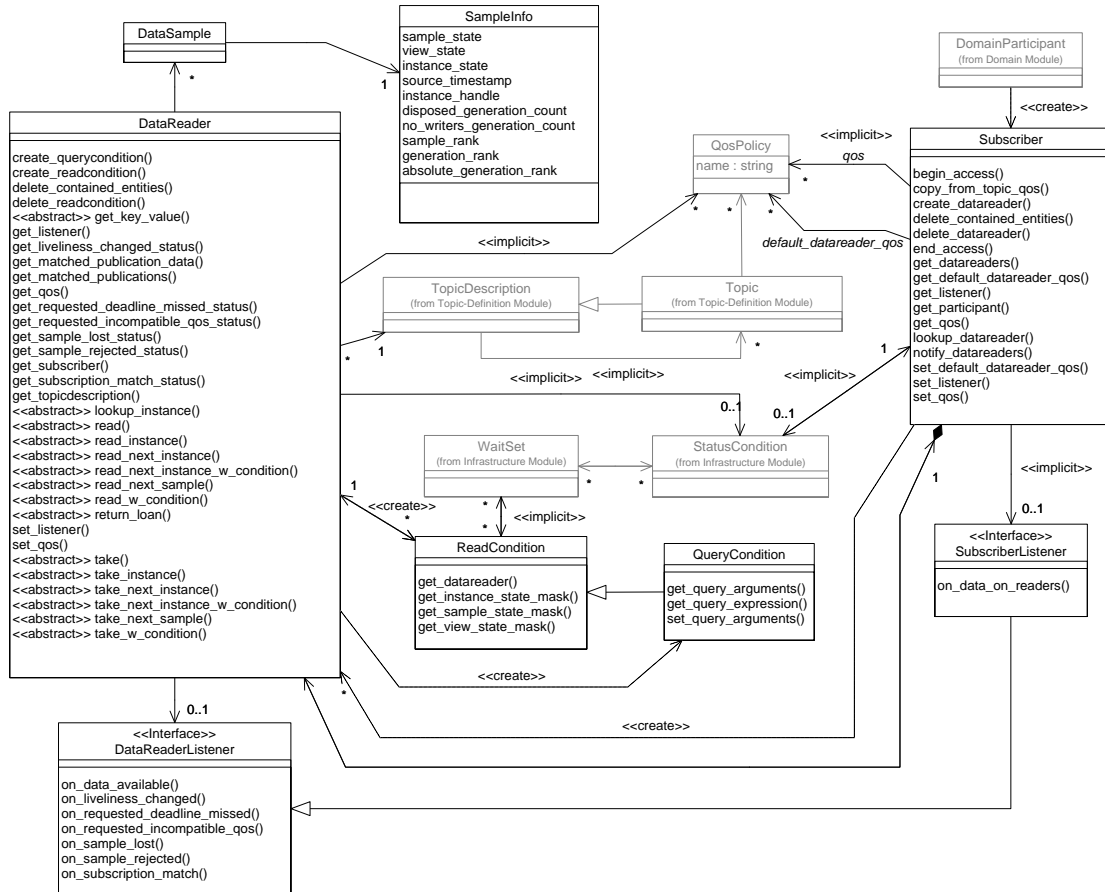 DataSample
*
SampleInfo
sample_state
view_state
instance_state
source_timestamp
instance_handle
disposed_generation_count
no_writers_generation_count
sample_rank
generation_rank
absolute_generation_rank
1
DomainParticipant
(from Domain Module)
<<create>>
DataReader
create_querycondition()
create_readcondition()
delete_contained_entities()
delete_readcondition()
<<abstract>> get_key_value()
get_listener()
get_liveliness_changed_status()
get_matched_publication_data()
get_matched_publications()
get_qos()
get_requested_deadline_missed_status()
get_requested_incompatible_qos_status()
get_sample_lost_status()
get_sample_rejected_status()
get_subscriber()
get_subscription_match_status()
get_topicdescription()
<<abstract>> lookup_instance()
<<abstract>> read()
<<abstract>> read_instance()
<<abstract>> read_next_instance()
<<abstract>> read_next_instance_w_condition()
<<abstract>> read_next_sample()
<<abstract>> read_w_condition()
<<abstract>> return_loan()
set_listener()
set_qos()
<<abstract>> take()
<<abstract>> take_instance()
<<abstract>> take_next_instance()
<<abstract>> take_next_instance_w_condition()
<<abstract>> take_next_sample()
<<abstract>> take_w_condition()
QosPolicy
name : string
<<implicit>>
qos
*
*
*
*
default_datareader_qos
<<implicit>>
Subscriber
begin_access()
copy_from_topic_qos()
create_datareader()
delete_contained_entities()
delete_datareader()
end_access()
get_datareaders()
get_default_datareader_qos()
get_listener()
get_participant()
get_qos()
lookup_datareader()
notify_datareaders()
set_default_datareader_qos()
set_listener()
set_qos()
TopicDescription
(from Topic-Definition Module)
Topic
(from Topic-Definition Module)
*
1
*
1
<<implicit>>
<<implicit>>
<<implicit>>
0..1
0..1
WaitSet
(from Infrastructure Module)
StatusCondition
(from Infrastructure Module)
*
*
1
<<create>>
*
*
*
<<implicit>>
ReadCondition
get_datareader()
get_instance_state_mask()
get_sample_state_mask()
get_view_state_mask()
QueryCondition
get_query_arguments()
get_query_expression()
set_query_arguments()
1
<<implicit>>
0..1
<<Interface>>
SubscriberListener
on_data_on_readers()
<<create>>
*
<<create>>
0..1
<<Interface>>
DataReaderListener
on_data_available()
on_liveliness_changed()
on_requested_deadline_missed()
on_requested_incompatible_qos()
on_sample_lost()
on_sample_rejected()
on_subscription_match()